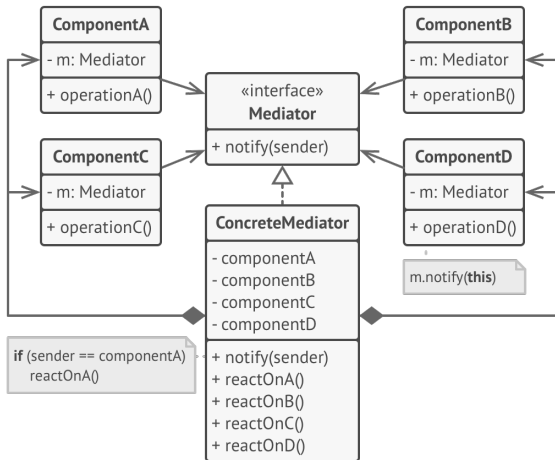 ComponentA
- m: Mediator
+ operationA()
ComponentB
- m: Mediator
+ operationB()
«interface»
Mediator
+ notify(sender)
ComponentC
- m: Mediator
+ operationC()
ComponentD
- m: Mediator
+ operationD()
m.notify(this)
ConcreteMediator
- componentA
- componentB
- componentC
- componentD
+ notify(sender)
+ reactOnA()
+ reactOnB()
+ reactOnC()
+ reactOnD()
if (sender == componentA)
reactOnA()